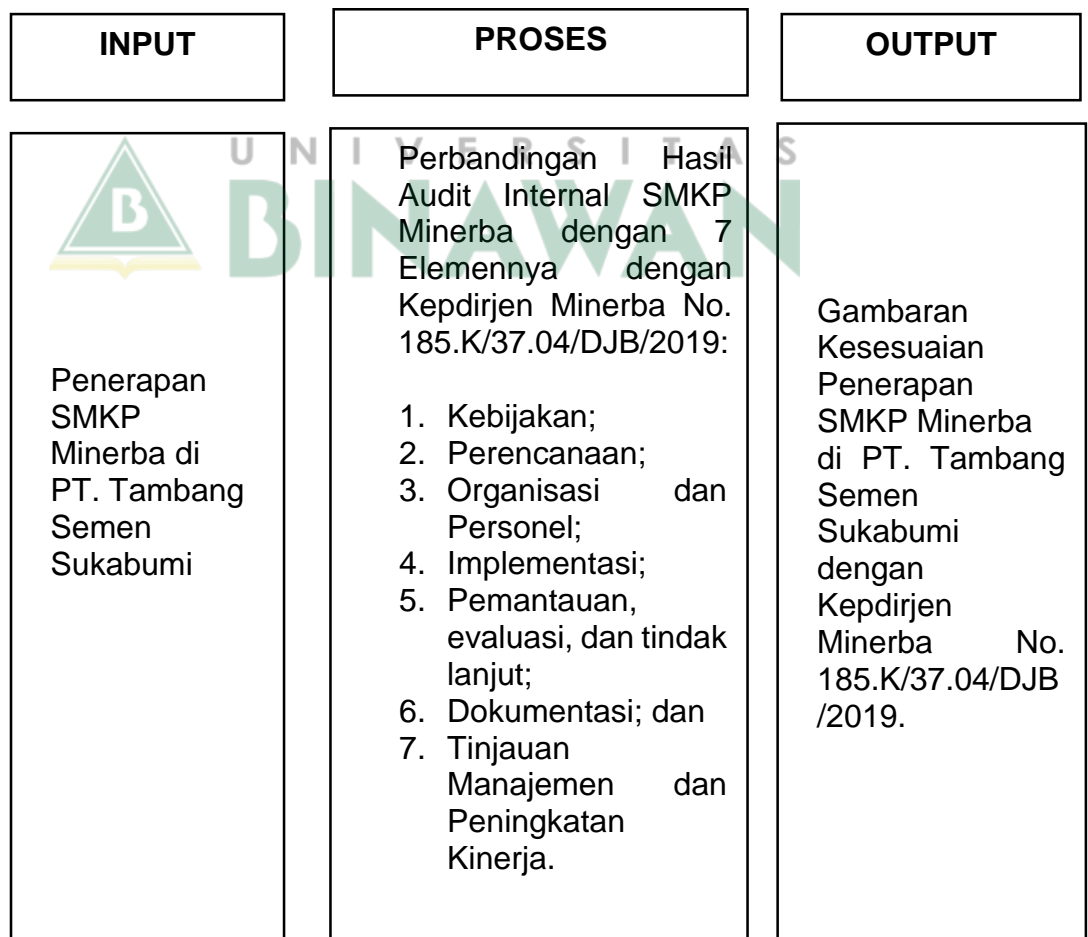 INPUT
PROSES
OUTPUT
UNIVERSITAS
B
BINAWAN
Penerapan
SMKP
Minerba di
PT. Tambang
Semen
Sukabumi
Perbandingan Hasil
Audit Internal SMKP
Minerba dengan 7
Elemennya dengan
Kepdirjen Minerba No.
185.K/37.04/DJB/2019:
1. Kebijakan;
2. Perencanaan;
3. Organisasi dan
Personel;
4. Implementasi;
5. Pemantauan,
evaluasi, dan tindak
lanjut;
6. Dokumentasi; dan
7. Tinjauan
Manajemen dan
Peningkatan
Kinerja.
Gambaran
Kesesuaian
Penerapan
SMKP Minerba
di PT. Tambang
Semen
Sukabumi
dengan
Kepdirjen
Minerba No.
185.K/37.04/DJB
/2019.